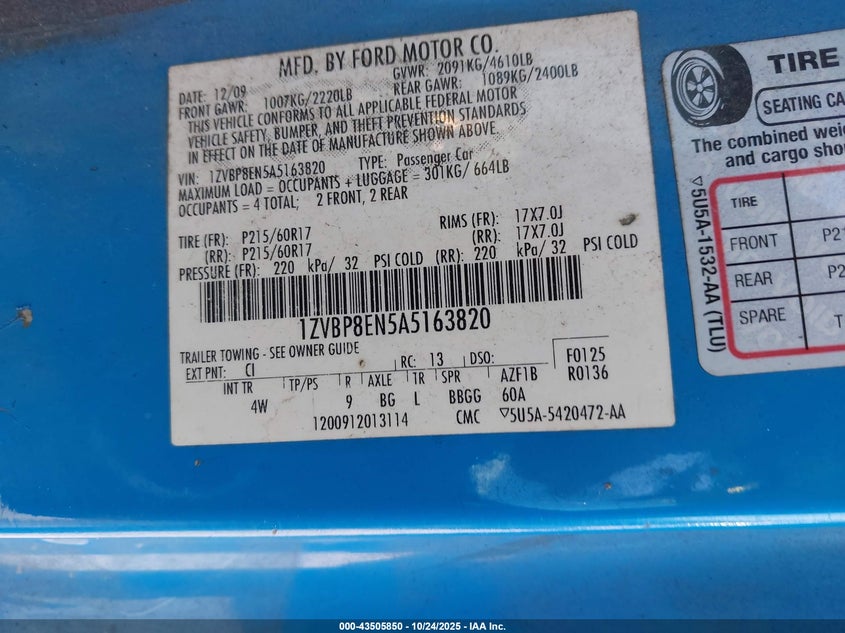 MFD. BY FORD MOTOR CO.
DATE: 12/09 GVWR: 2091KG/4610LB
FRONT GAWR: 1007KG/2220LB REAR GAWR: 1089KG/2400LB
THIS VEHICLE CONFORMS TO ALL APPLICABLE FEDERAL MOTOR
VEHICLE SAFETY, BUMPER, AND THEFT PREVENTION STANDARDS
IN EFFECT ON THE DATE OF MANUFACTURE SHOWN ABOVE.
VIN: 1ZVBP8EN5A5163820 TYPE: Passenger Car
MAXIMUM LOAD = OCCUPANTS + LUGGAGE = 301KG/ 664LB
OCCUPANTS = 4 TOTAL; 2 FRONT, 2 REAR
TIRE (FR): P215/60R17 RIMS (FR): 17X7.0J
(RR): P215/60R17 (RR): 17X7.0J
PRESSURE (FR): 220 kPa/ 32 PSI COLD (RR): 220 kPa/ 32 PSI COLD
1ZVBP8EN5A5163820
TRAILER TOWING - SEE OWNER GUIDE
EXT PNT: CI RC: 13 DSO: F0125
INT TR TP/PS R AXLE TR SPR AZF1B R0136
4W 9 BG L BBGG 60A
1200912013114 CMC ▽5U5A-5420472-AA
TIRE
SEATING CA
The combined wei
and cargo sho
TIRE
FRONT P21
REAR P2
SPARE T
▽5U5A-1532-AA (TLU)
000-43505850 - 10/24/2025 - IAA Inc.